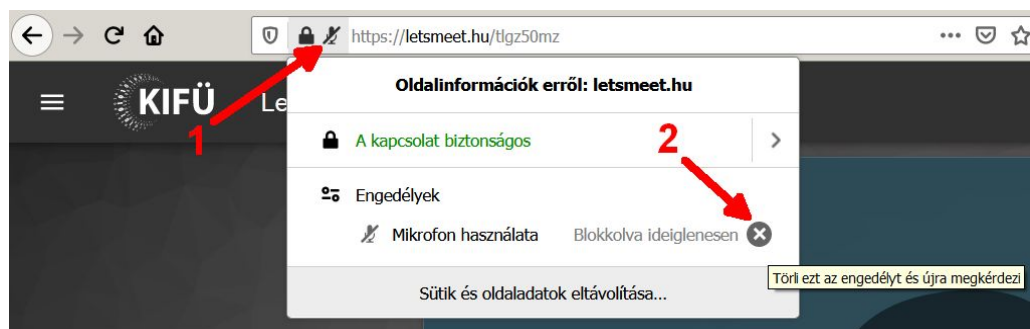 https://letsmeet.hu/tlgz50mz
KIFÜ
Le
1
Oldalinformációk erről: letsmeet.hu
A kapcsolat biztonságos
2
Engedélyek
Mikrofon használata Blokkolva ideiglenesen
Törli ezt az engedélyt és újra megkérdezi
Sütik és oldaladatok eltávolítása...